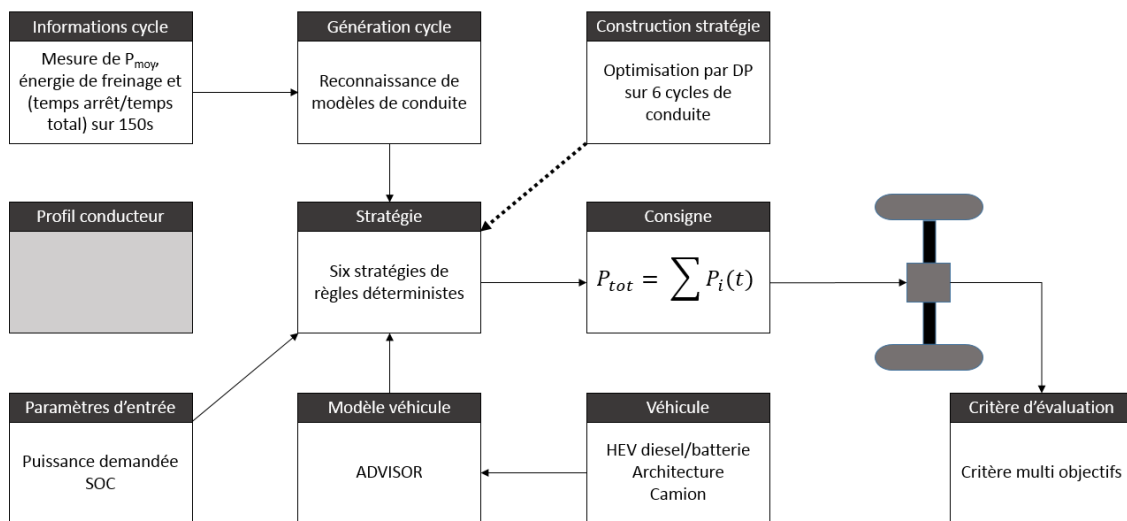 Informations cycle
Mesure de Pmoy,
énergie de freinage et
(temps arrêt/temps
total) sur 150s
Génération cycle
Reconnaissance de
modèles de conduite
Construction stratégie
Optimisation par DP
sur 6 cycles de
conduite
Profil conducteur
Stratégie
Six stratégies de
règles déterministes
Consigne
P_tot = ∑ P_i(t)
Paramètres d'entrée
Puissance demandée
SOC
Modèle véhicule
ADVISOR
Véhicule
HEV diesel/batterie
Architecture
Camion
Critère d'évaluation
Critère multi objectifs